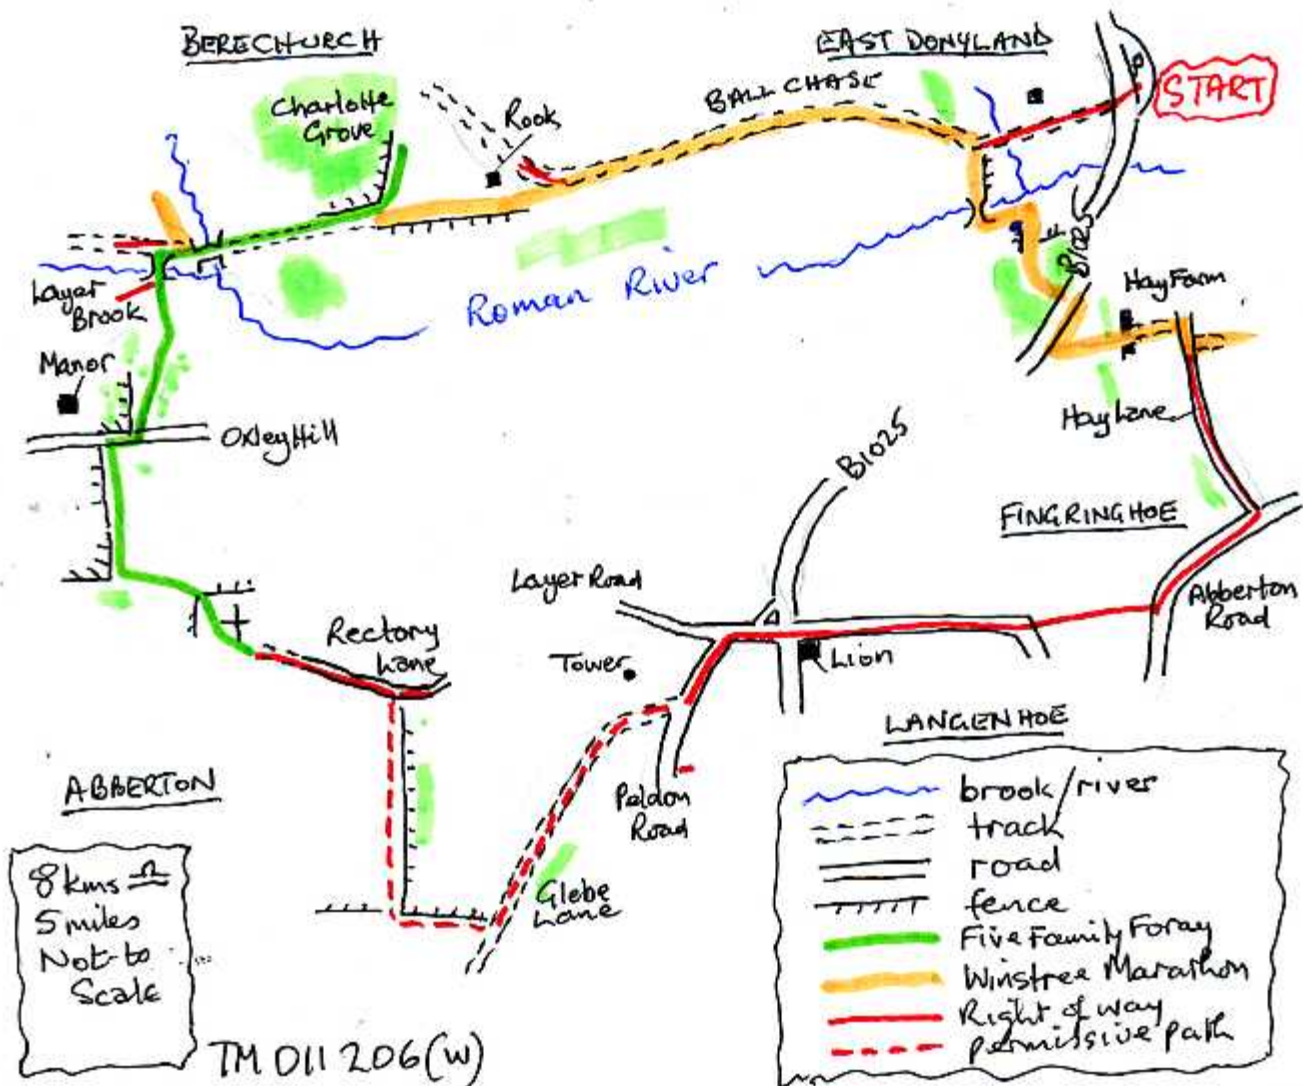 BERECHURCH
EAST DONYLAND
START
Charlotte
Grove
Rook
BALL CHASE
B1025
Hay Farm
Layer
Brook
Roman River
Manor
Oxley Hill
Hay Lane
B1025
FINGRINGHOE
Layer Road
Abberton
Road
Rectory
Lane
Tower
Lion
LANGENHOE
ABBERTON
Peldon
Road
Glebe
Lane
8 kms ≏
5 miles
Not to
Scale
brook/river
track
road
fence
Five Family Foray
Winstree Marathon
Right of way
permissive path
TM 011 206 (W)